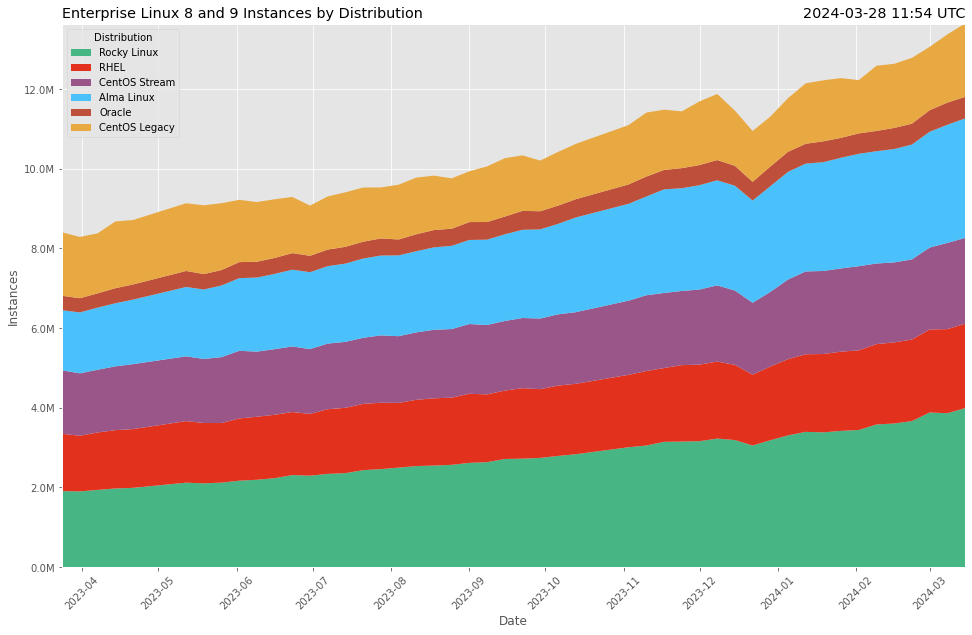 Enterprise Linux 8 and 9 Instances by Distribution
2024-03-28 11:54 UTC
Distribution
Rocky Linux
RHEL
CentOS Stream
Alma Linux
Oracle
CentOS Legacy
12.0M
10.0M
8.0M
6.0M
4.0M
2.0M
0.0M
Instances
2023-04
2023-05
2023-06
2023-07
2023-08
2023-09
2023-10
2023-11
2023-12
2024-01
2024-02
2024-03
Date